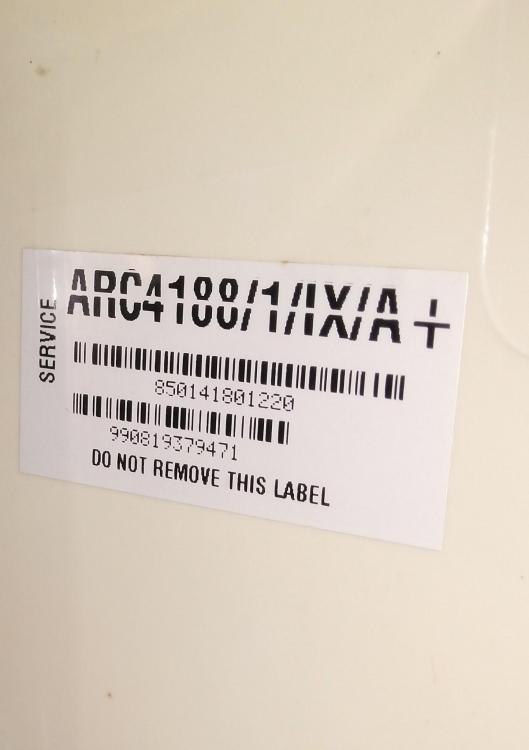 SERVICE
ARC4188/1/IX/A+
850141801220
990819379471
DO NOT REMOVE THIS LABEL